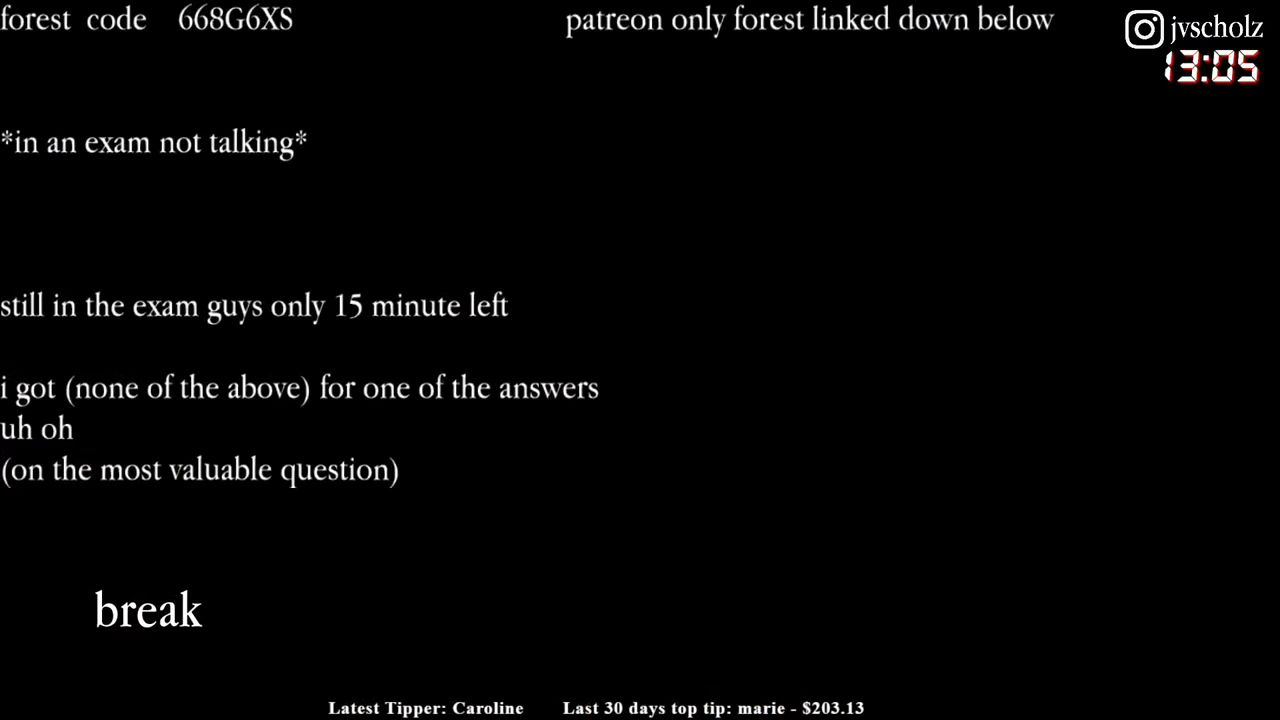 forest code 668G6XS
patreon only forest linked down below
jvscholz
13:05
*in an exam not talking*
still in the exam guys only 15 minute left
i got (none of the above) for one of the answers
uh oh
(on the most valuable question)
break
Latest Tipper: Caroline
Last 30 days top tip: marie - $203.13